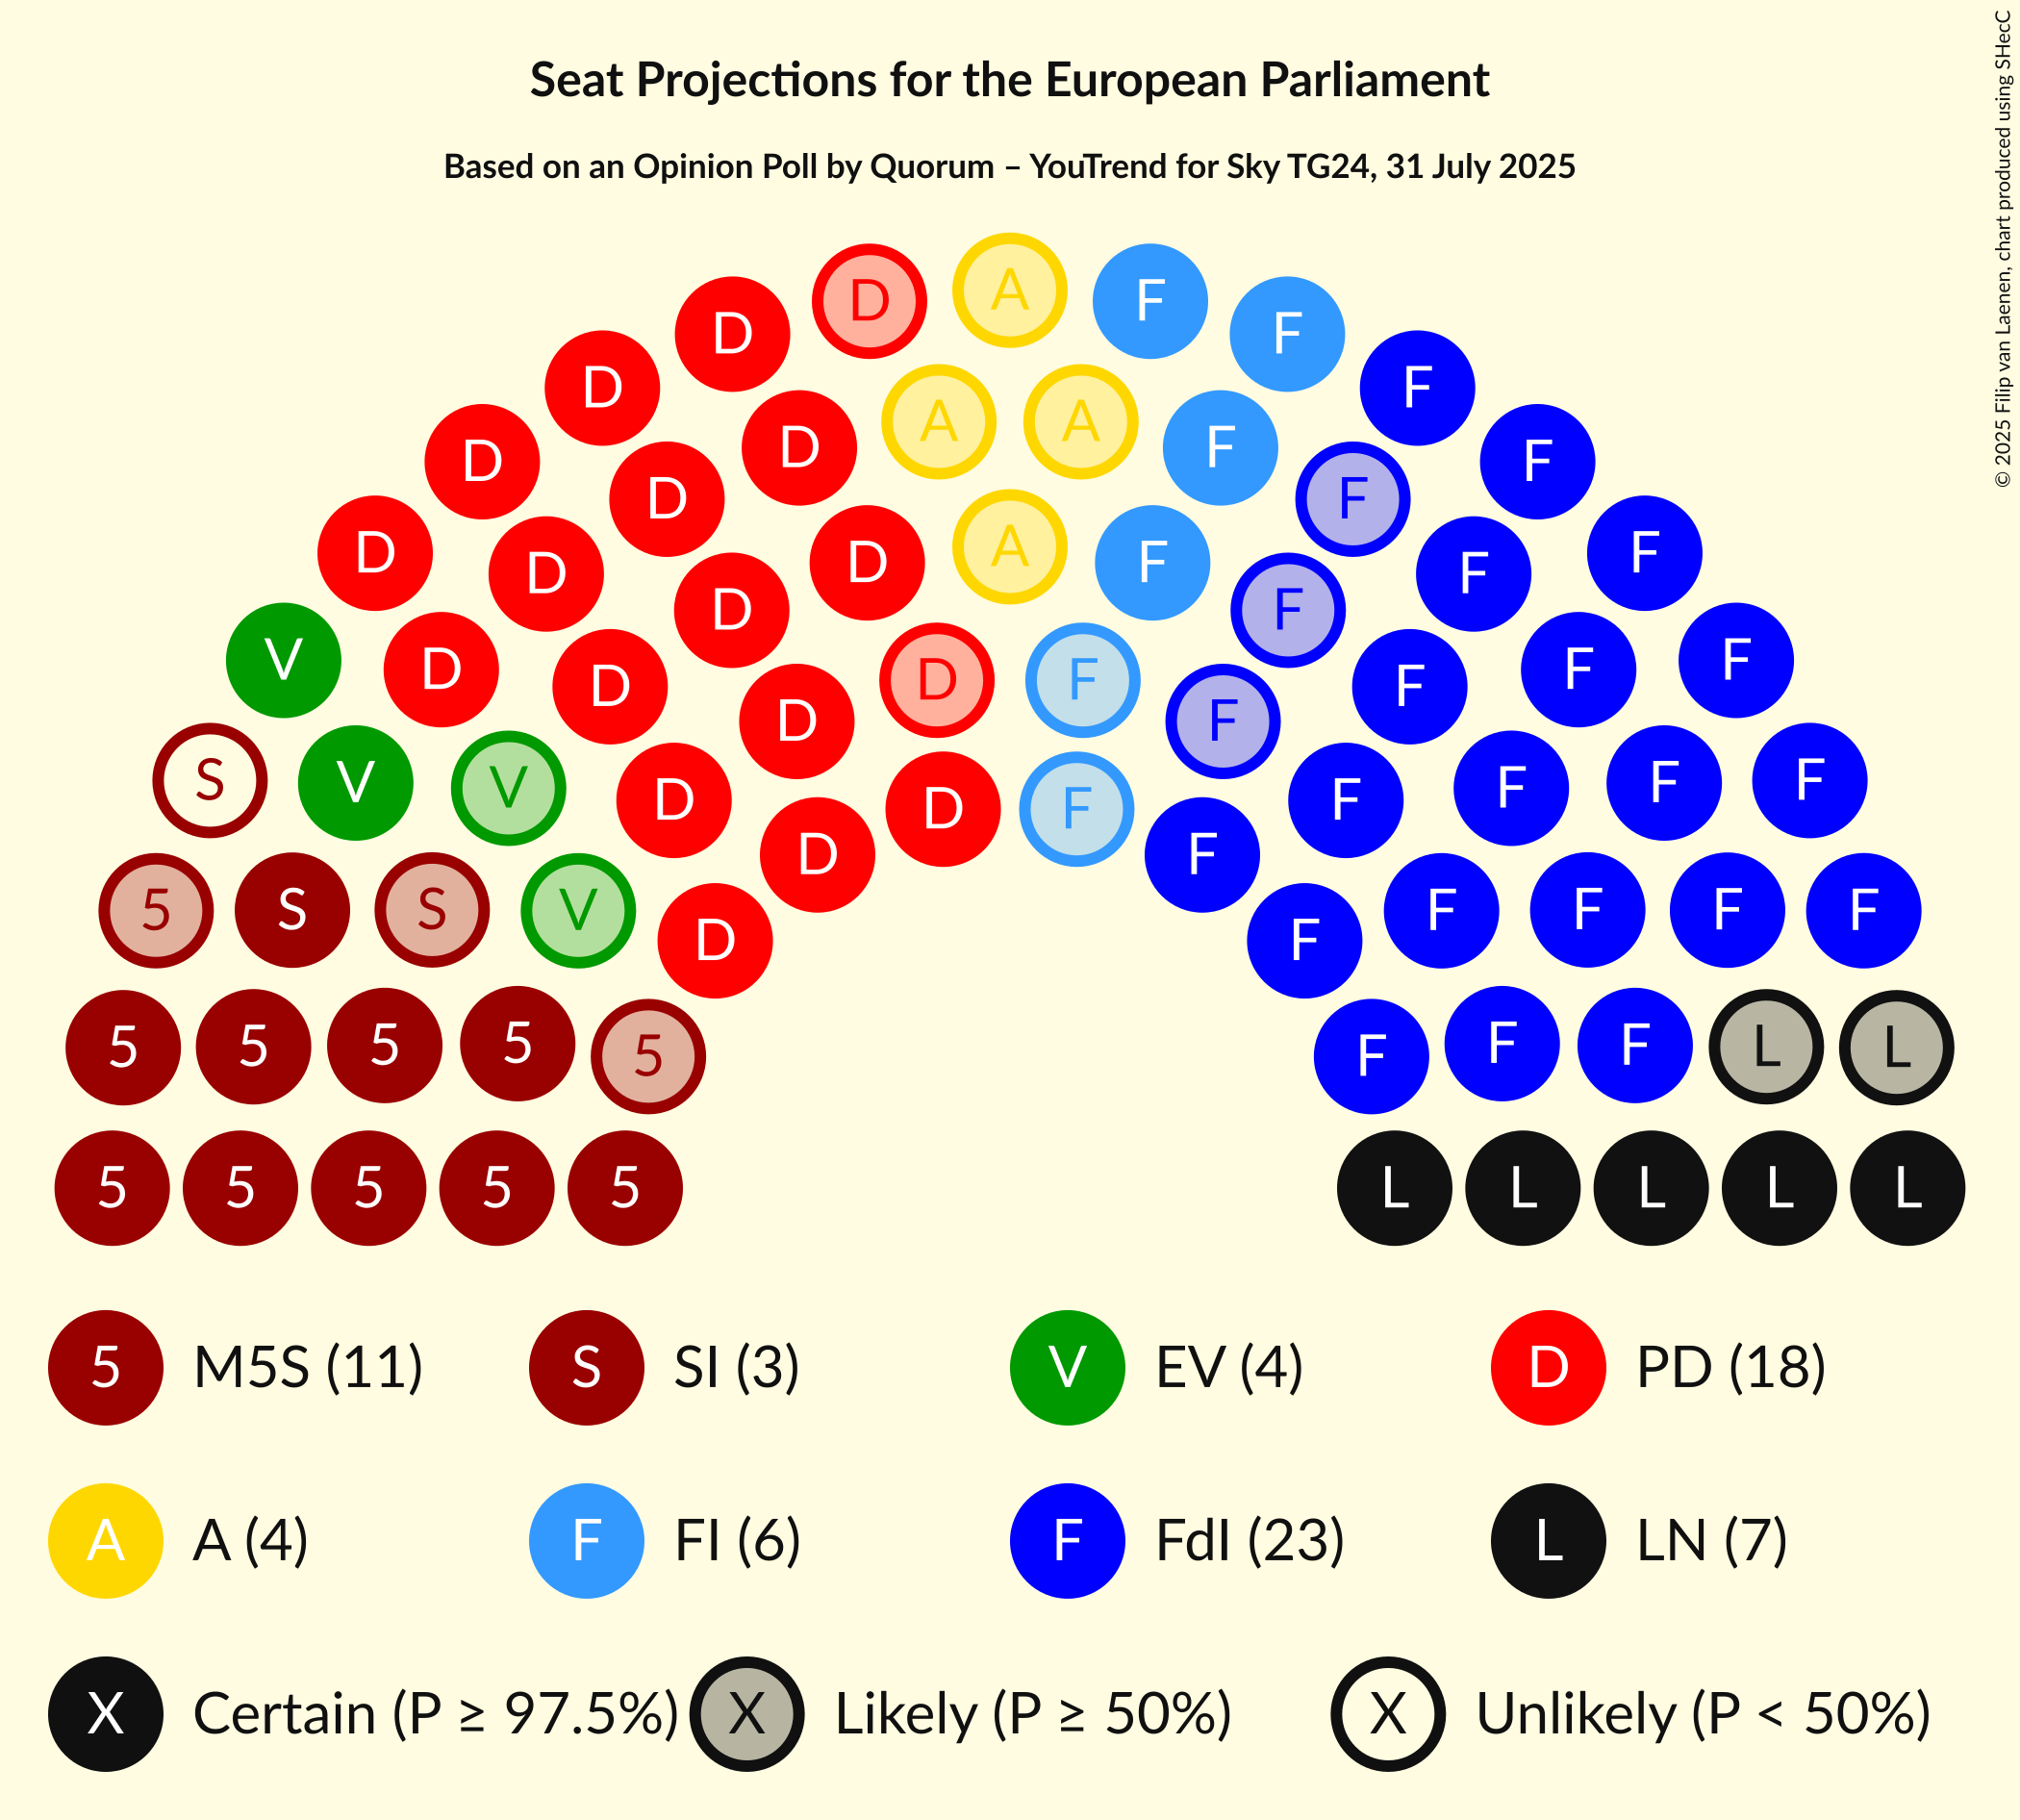 © 2025 Filip van Laenen, chart produced using SHecC
Seat Projections for the European Parliament
Based on an Opinion Poll by Quorum – YouTrend for Sky TG24, 31 July 2025
D A F
D F
D F
A A
D F
D F
D F
D D A F F
D F
D F
V D D D F F F F
D F
S V V D D F F F F F
D F
5 S S V F F F F
D F
5 5 5 5 5 F F F L L
5 5 5 5 5 L L L L L
5 M5S (11) S SI (3) V EV (4) D PD (18)
A A (4) F FI (6) F FdI (23) L LN (7)
X Certain (P ≥ 97.5%) X Likely (P ≥ 50%) X Unlikely (P < 50%)